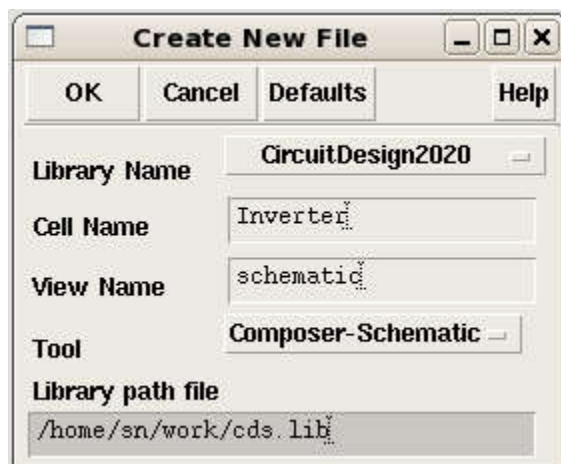 Create New File
OK Cancel Defaults Help
Library Name CircuitDesign2020
Cell Name Inverter
View Name schematic
Tool Composer-Schematic
Library path file
/home/sn/work/cds.lib